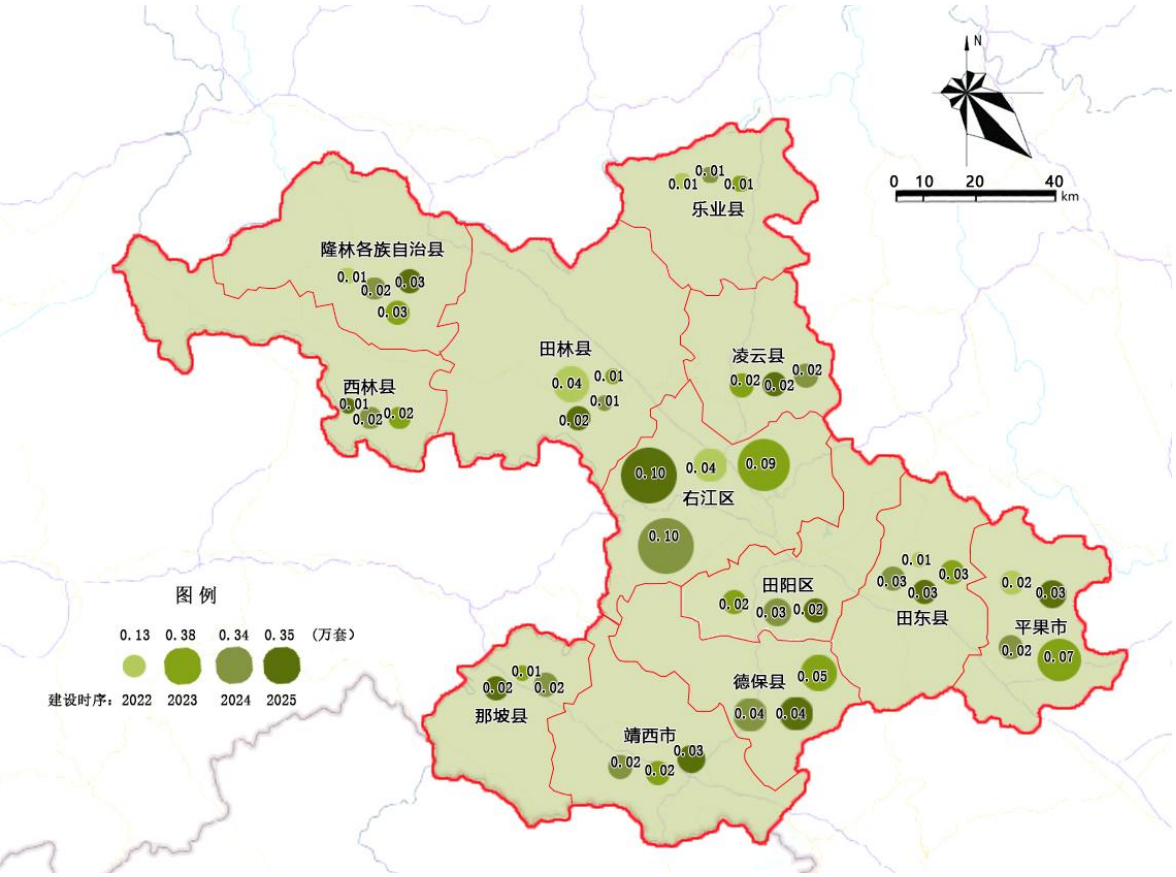 N
0 10 20 40
km
0.01
0.01 0.01
乐业县
隆林各族自治县
0.01 0.02 0.03
0.03
田林县
0.04 0.01
0.01
0.02
凌云县
0.02 0.02 0.02
西林县
0.01
0.02 0.02
0.10 0.04 0.09
右江区
0.10
田阳区
0.02 0.03 0.02
0.01
0.03 0.03
0.03
田东县
0.02 0.03
平果市
0.02 0.07
德保县
0.05
0.04 0.04
0.01
0.02 0.02
那坡县
靖西市
0.03
0.02 0.02
图例
0.13 0.38 0.34 0.35 (万套)
建设时序：2022 2023 2024 2025